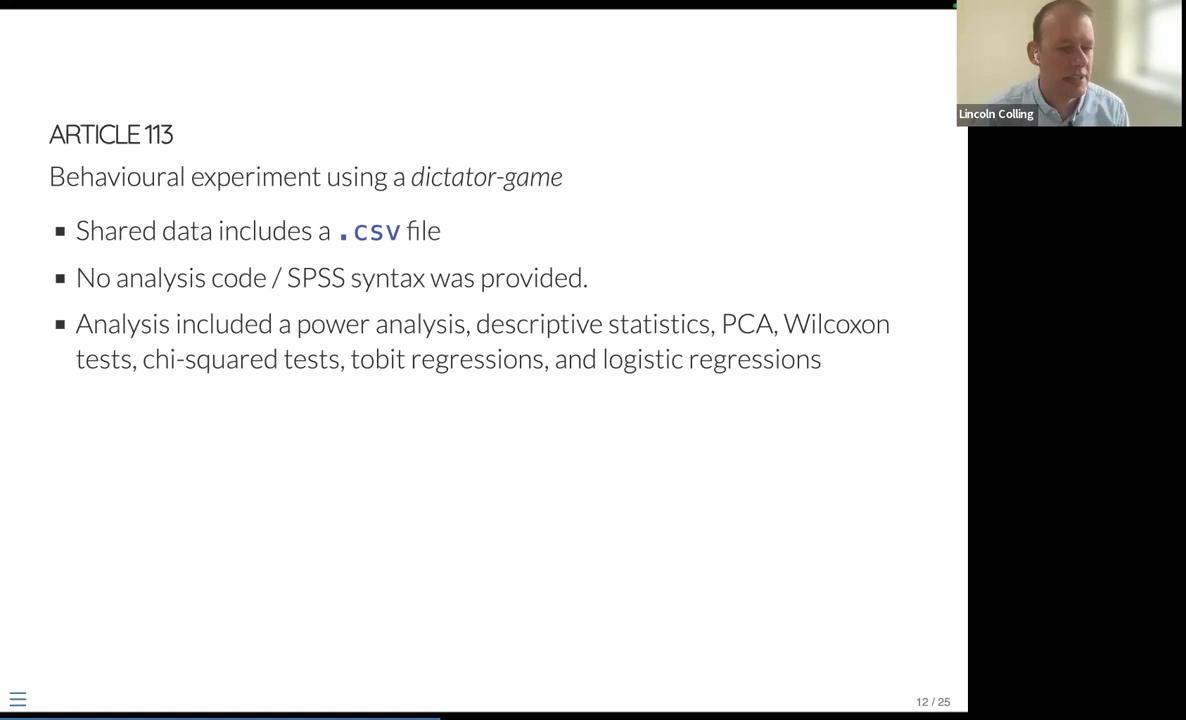 ARTICLE 113
Behavioural experiment using a dictator-game
▪ Shared data includes a .csv file
▪ No analysis code / SPSS syntax was provided.
▪ Analysis included a power analysis, descriptive statistics, PCA, Wilcoxon
tests, chi-squared tests, tobit regressions, and logistic regressions
Lincoln Colling
12 / 25